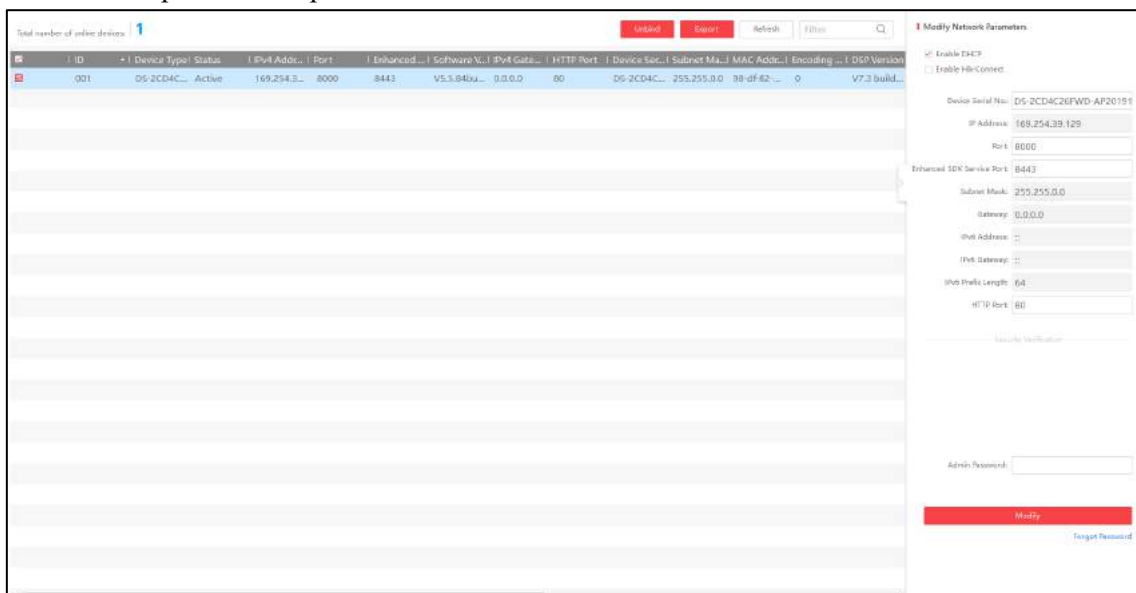 Total number of online devices: 1
Unbind Export Refresh Filter
ID Device Type Status IPv4 Addr... Port Enhanced... Software V... IPv4 Gate... HTTP Port Device Ser... Subnet Ma... MAC Addr... Encoding ... DSP Version
001 DS-2CD4C... Active 169.254.3... 8000 8443 V5.5.84bu... 0.0.0.0 80 DS-2CD4C... 255.255.0.0 98-df-82-... 0 V7.3 build...
Modify Network Parameters
Enable DHCP
Enable Hik-Connect
Device Serial No.: DS-2CD4C26FWD-AP20191
IP Address: 169.254.39.129
Port: 8000
Enhanced SDK Service Port: 8443
Subnet Mask: 255.255.0.0
Gateway: 0.0.0.0
IPv6 Address: ::
IPv6 Gateway: ::
IPv6 Prefix Length: 64
HTTP Port: 80
Security Verification
Admin Password:
Modify
Forgot Password